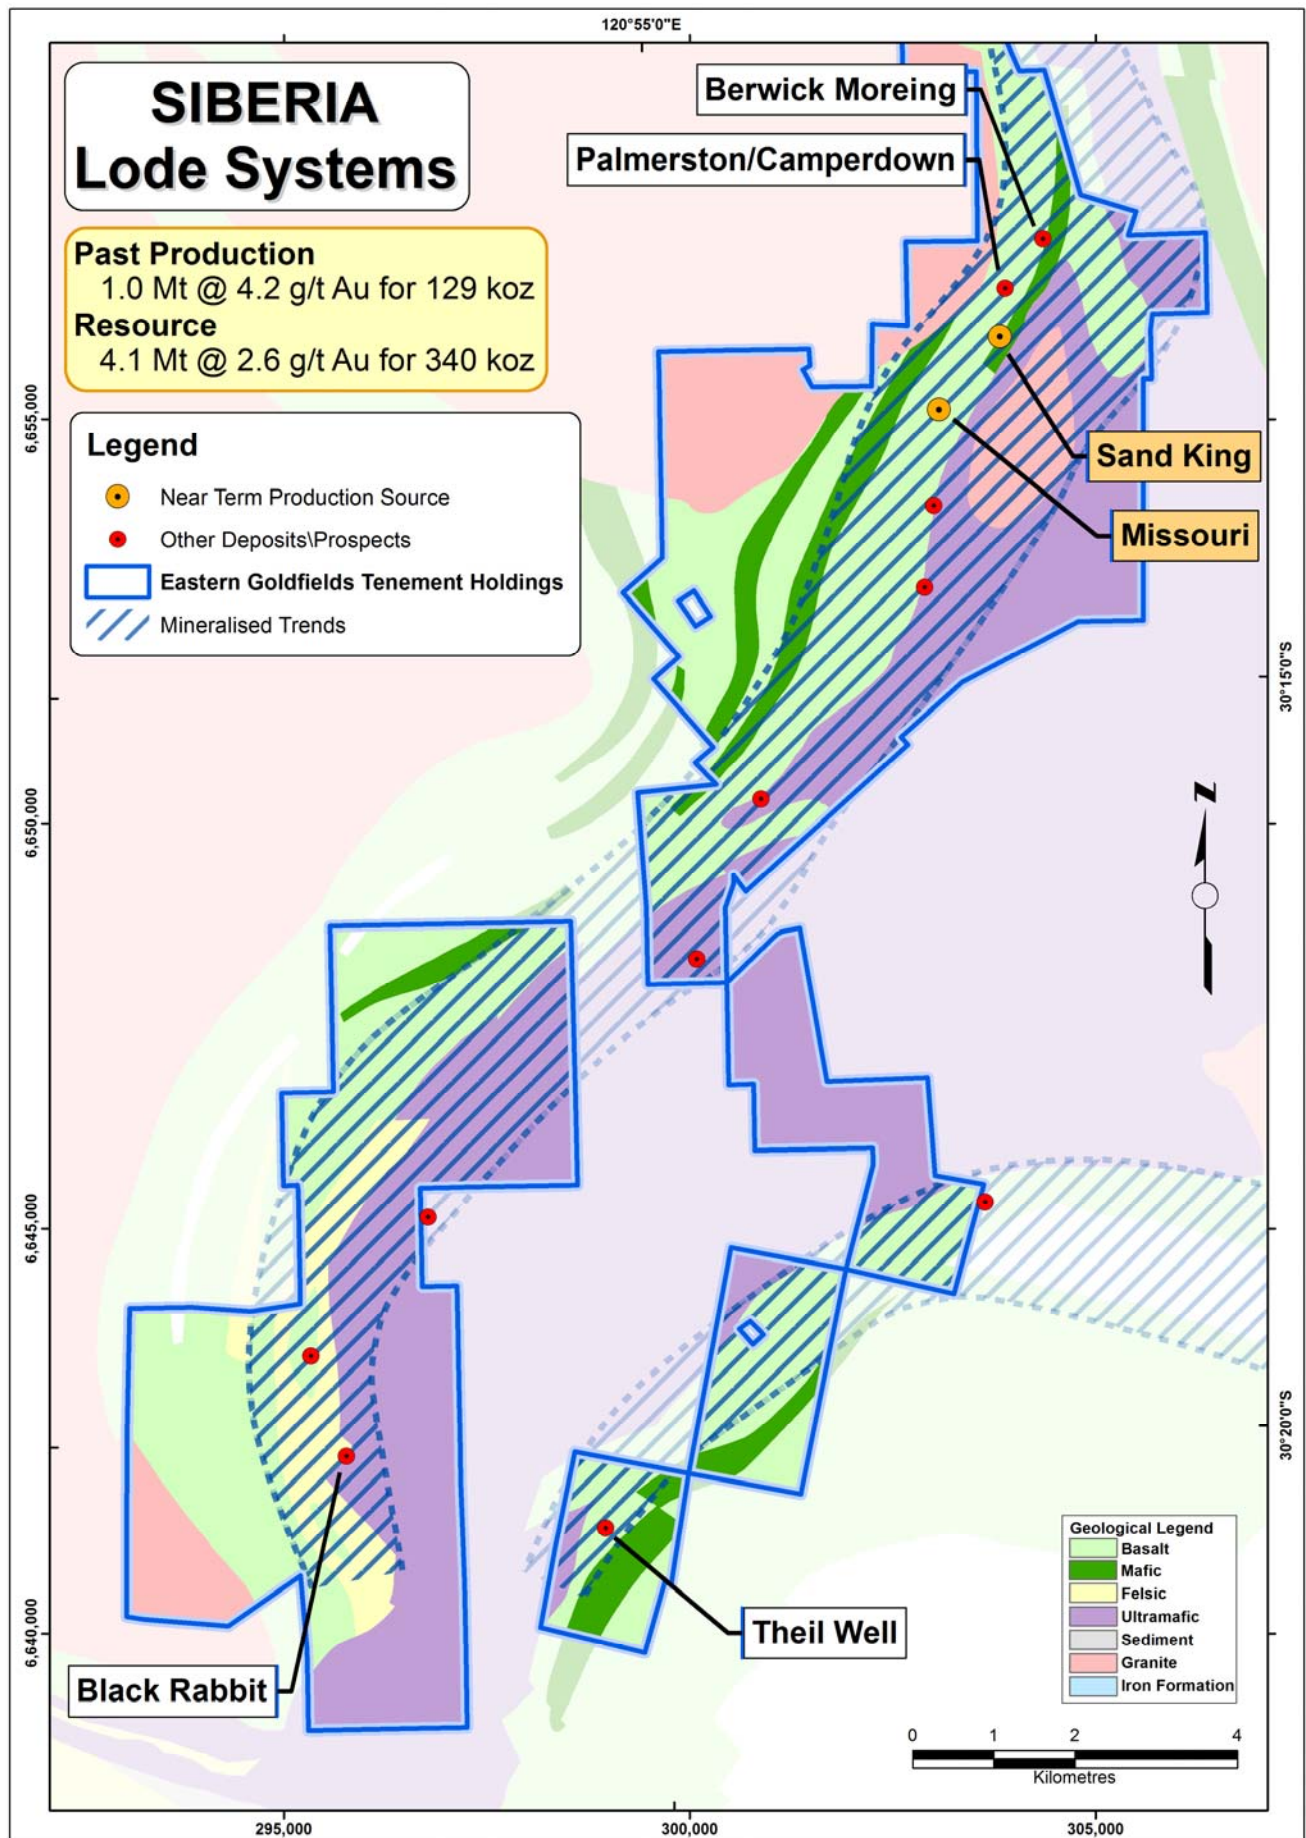 120°55'0"E
SIBERIA
Lode Systems
Berwick Moreing
Palmerston/Camperdown
Past Production
1.0 Mt @ 4.2 g/t Au for 129 koz
Resource
4.1 Mt @ 2.6 g/t Au for 340 koz
Legend
Near Term Production Source
Other Deposits\Prospects
Eastern Goldfields Tenement Holdings
Mineralised Trends
Sand King
Missouri
6,655,000
6,650,000
6,645,000
6,640,000
30°15'0"S
30°20'0"S
N
Theil Well
Black Rabbit
Geological Legend
Basalt
Mafic
Felsic
Ultramafic
Sediment
Granite
Iron Formation
0 1 2 4
Kilometres
295,000 300,000 305,000